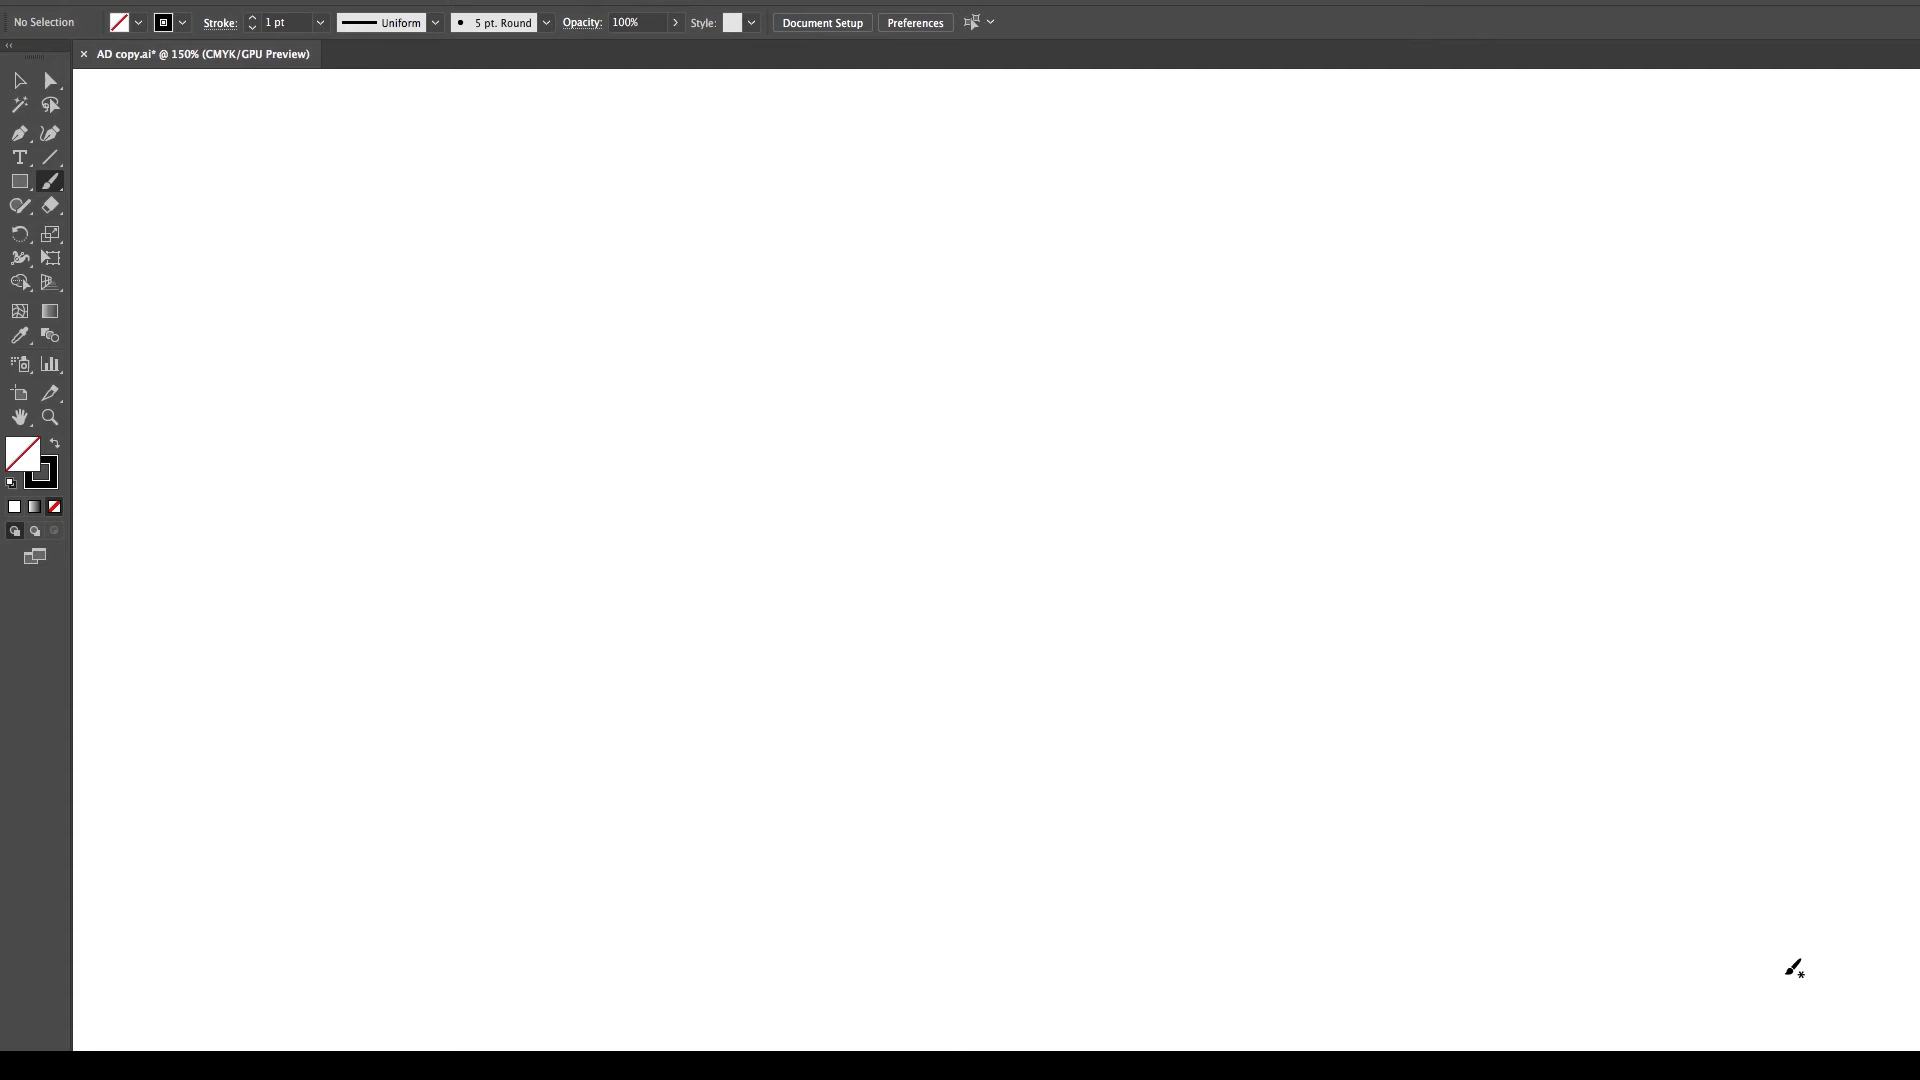 No Selection Stroke: 1 pt Uniform 5 pt. Round Opacity: 100% Style: Document Setup Preferences
AD copy.ai* @ 150% (CMYK/GPU Preview)